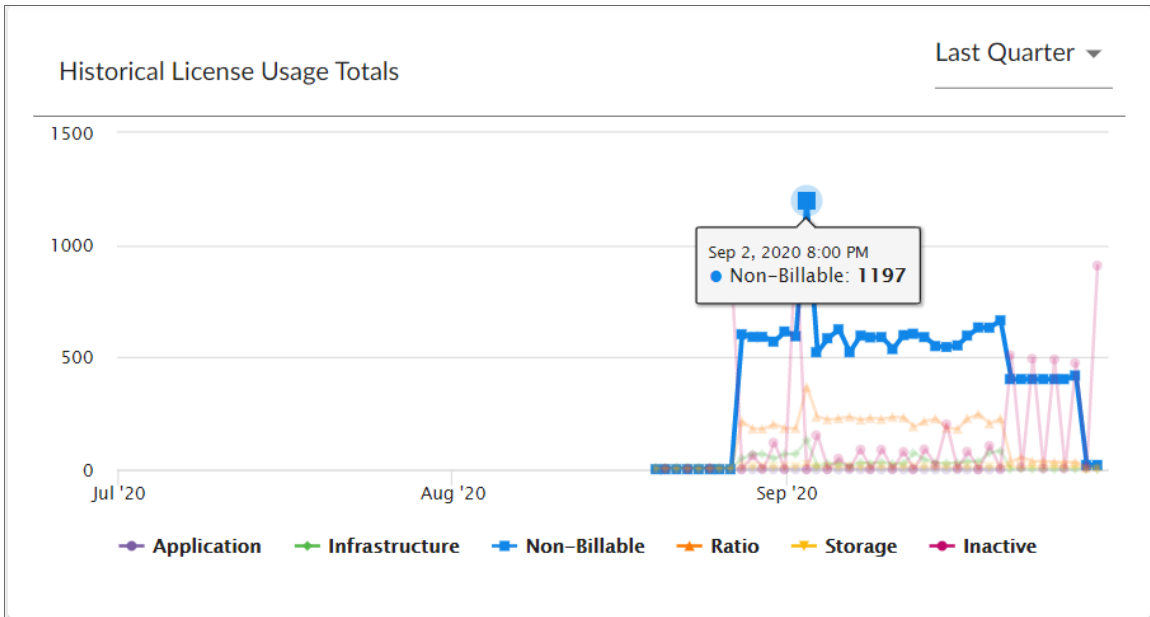 Historical License Usage Totals
Last Quarter
1500
1000
500
0
Sep 2, 2020 8:00 PM
Non-Billable: 1197
Jul '20
Aug '20
Sep '20
Application
Infrastructure
Non-Billable
Ratio
Storage
Inactive